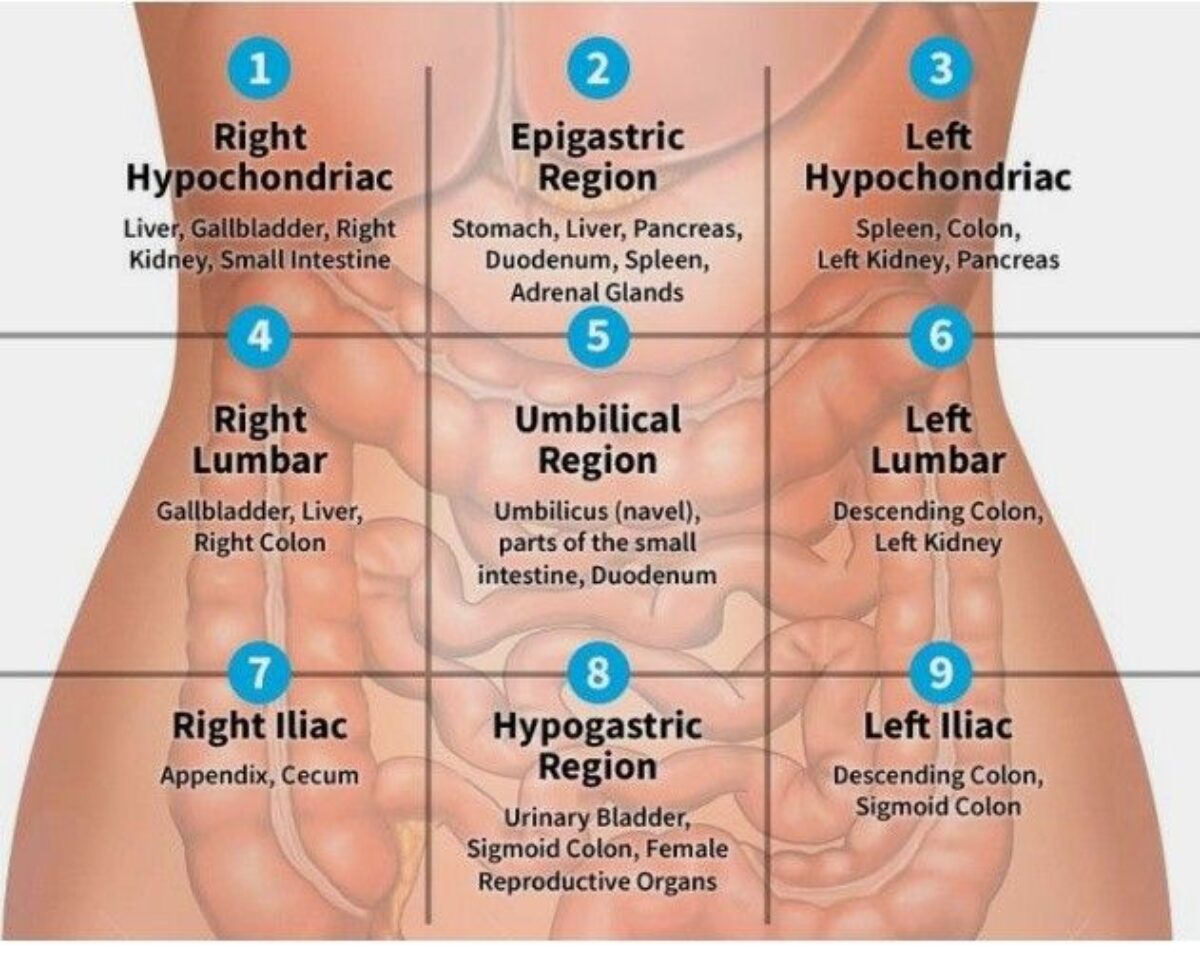 1
Right
Hypochondriac
Liver, Gallbladder, Right
Kidney, Small Intestine
2
Epigastric
Region
Stomach, Liver, Pancreas,
Duodenum, Spleen,
Adrenal Glands
3
Left
Hypochondriac
Spleen, Colon,
Left Kidney, Pancreas
4
Right
Lumbar
Gallbladder, Liver,
Right Colon
5
Umbilical
Region
Umbilicus (navel),
parts of the small
intestine, Duodenum
6
Left
Lumbar
Descending Colon,
Left Kidney
7
Right Iliac
Appendix, Cecum
8
Hypogastric
Region
Urinary Bladder,
Sigmoid Colon, Female
Reproductive Organs
9
Left Iliac
Descending Colon,
Sigmoid Colon